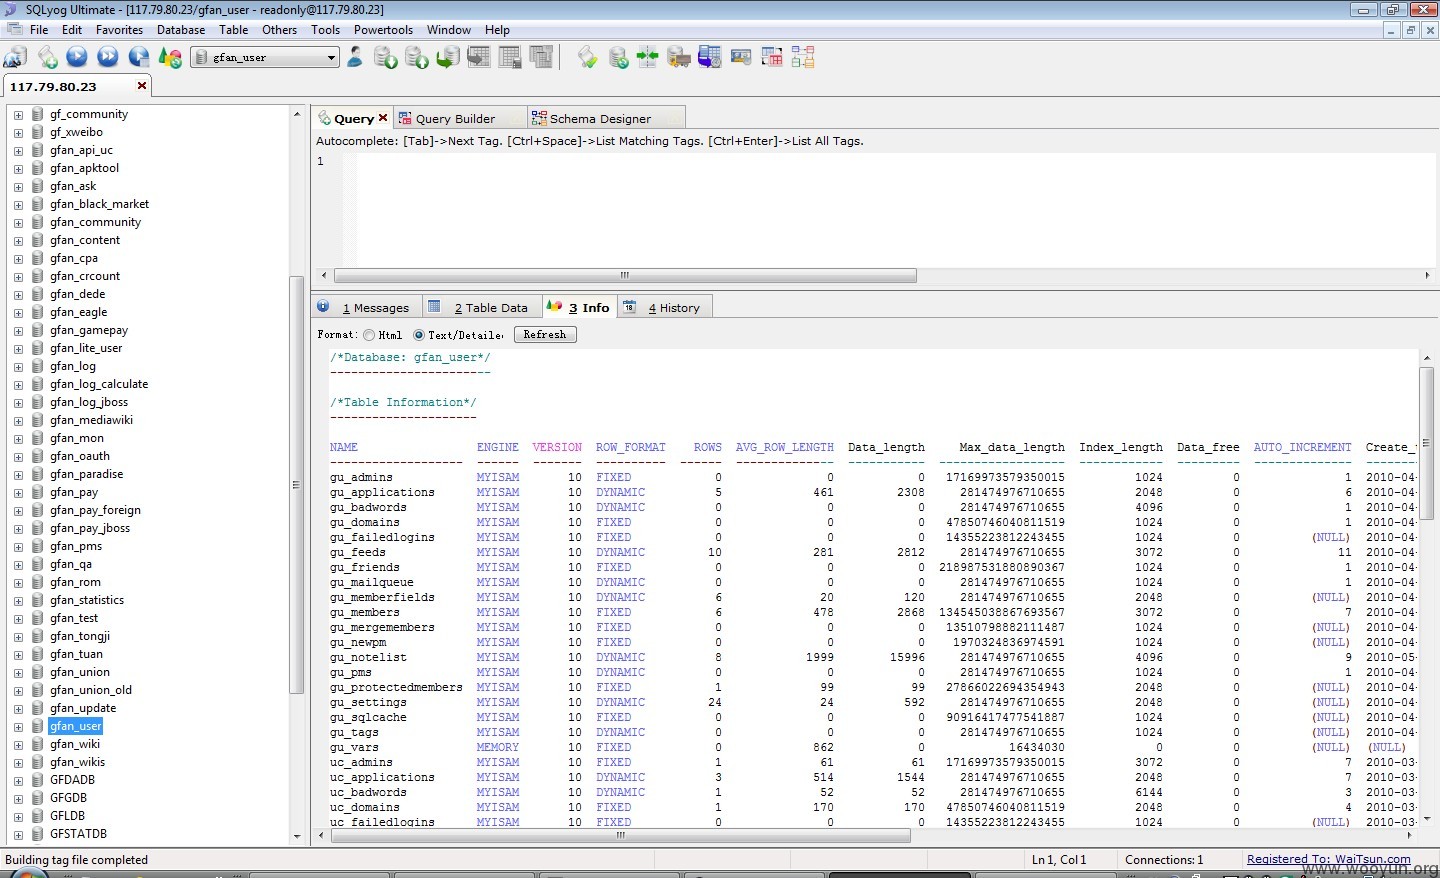 SQLyog Ultimate - [117.79.80.23/gfan_user - readonly@117.79.80.23]
File Edit Favorites Database Table Others Tools Powertools Window Help
gfan_user
117.79.80.23
gf_community
gf_xweibo
gfan_api_uc
gfan_apktool
gfan_ask
gfan_black_market
gfan_community
gfan_content
gfan_cpa
gfan_crcount
gfan_dede
gfan_eagle
gfan_gamepay
gfan_lite_user
gfan_log
gfan_log_calculate
gfan_log_jboss
gfan_mediawiki
gfan_mon
gfan_oauth
gfan_paradise
gfan_pay
gfan_pay_foreign
gfan_pay_jboss
gfan_pms
gfan_qa
gfan_rom
gfan_statistics
gfan_test
gfan_tongji
gfan_tuan
gfan_union
gfan_union_old
gfan_update
gfan_user
gfan_wiki
gfan_wikis
GFDADB
GFGDB
GFLDB
GFSTATDB
Query Query Builder Schema Designer
Autocomplete: [Tab]->Next Tag. [Ctrl+Space]->List Matching Tags. [Ctrl+Enter]->List All Tags.
1
1 Messages 2 Table Data 3 Info 4 History
Format: Html Text/Detaile Refresh
/*Database: gfan_user*/
-----------------------
/*Table Information*/
---------------------
NAME ENGINE VERSION ROW_FORMAT ROWS AVG_ROW_LENGTH Data_length Max_data_length Index_length Data_free AUTO_INCREMENT Create_
------------------- ------ ------- ---------- ------ -------------- ----------- ------------------ ------------ --------- -------------- -------
gu_admins MYISAM 10 FIXED 0 0 0 17169973579350015 1024 0 1 2010-04-
gu_applications MYISAM 10 DYNAMIC 5 461 2308 281474976710655 2048 0 6 2010-04-
gu_badwords MYISAM 10 DYNAMIC 0 0 0 281474976710655 4096 0 1 2010-04-
gu_domains MYISAM 10 FIXED 0 0 0 47850746040811519 1024 0 1 2010-04-
gu_failedlogins MYISAM 10 FIXED 0 0 0 14355223812243455 1024 0 (NULL) 2010-04-
gu_feeds MYISAM 10 DYNAMIC 10 281 2812 281474976710655 3072 0 11 2010-04-
gu_friends MYISAM 10 FIXED 0 0 0 218987531880890367 1024 0 1 2010-04-
gu_mailqueue MYISAM 10 DYNAMIC 0 0 0 281474976710655 1024 0 1 2010-04-
gu_memberfields MYISAM 10 DYNAMIC 6 20 120 281474976710655 2048 0 (NULL) 2010-04-
gu_members MYISAM 10 FIXED 6 478 2868 134545038867693567 3072 0 7 2010-04-
gu_mergemembers MYISAM 10 FIXED 0 0 0 13510798882111487 1024 0 (NULL) 2010-04-
gu_newpm MYISAM 10 FIXED 0 0 0 1970324836974591 1024 0 (NULL) 2010-04-
gu_notelist MYISAM 10 DYNAMIC 8 1999 15996 281474976710655 4096 0 9 2010-05-
gu_pms MYISAM 10 DYNAMIC 0 0 0 281474976710655 1024 0 1 2010-04-
gu_protectedmembers MYISAM 10 FIXED 1 99 99 27866022694354943 2048 0 (NULL) 2010-04-
gu_settings MYISAM 10 DYNAMIC 24 24 592 281474976710655 2048 0 (NULL) 2010-04-
gu_sqlcache MYISAM 10 FIXED 0 0 0 90916417477541887 1024 0 (NULL) 2010-04-
gu_tags MYISAM 10 DYNAMIC 0 0 0 281474976710655 1024 0 (NULL) 2010-04-
gu_vars MEMORY 10 FIXED 0 862 0 16434030 0 0 (NULL) (NULL)
uc_admins MYISAM 10 FIXED 1 61 61 17169973579350015 3072 0 7 2010-03-
uc_applications MYISAM 10 DYNAMIC 3 514 1544 281474976710655 2048 0 7 2010-03-
uc_badwords MYISAM 10 DYNAMIC 1 52 52 281474976710655 6144 0 3 2010-03-
uc_domains MYISAM 10 FIXED 1 170 170 47850746040811519 2048 0 4 2010-03-
uc_failedlogins MYISAM 10 FIXED 0 0 0 14355223812243455 1024 0 (NULL) 2010-03-
Building tag file completed Ln 1, Col 1 Connections: 1 Registered To: WaiTsun.com
www.wooyun.org